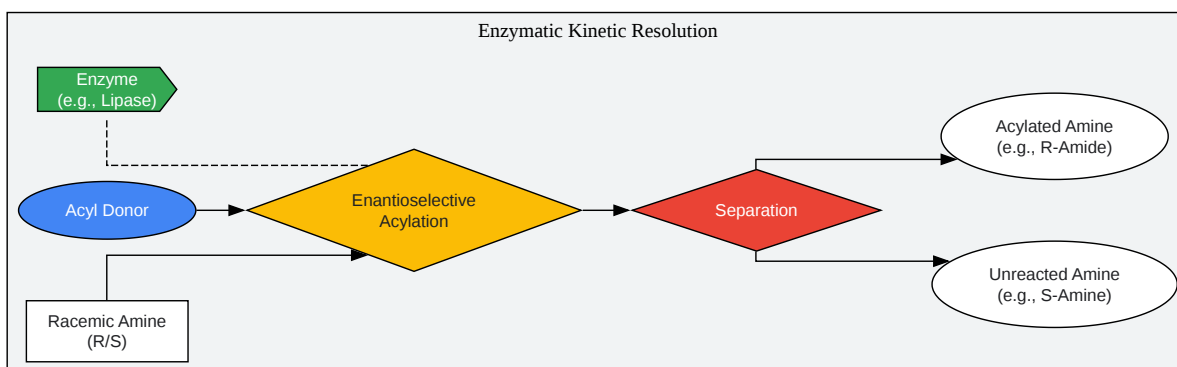 Enzymatic Kinetic Resolution
Enzyme
(e.g., Lipase)
Acyl Donor
Racemic Amine
(R/S)
Enantioselective
Acylation
Separation
Acylated Amine
(e.g., R-Amide)
Unreacted Amine
(e.g., S-Amine)